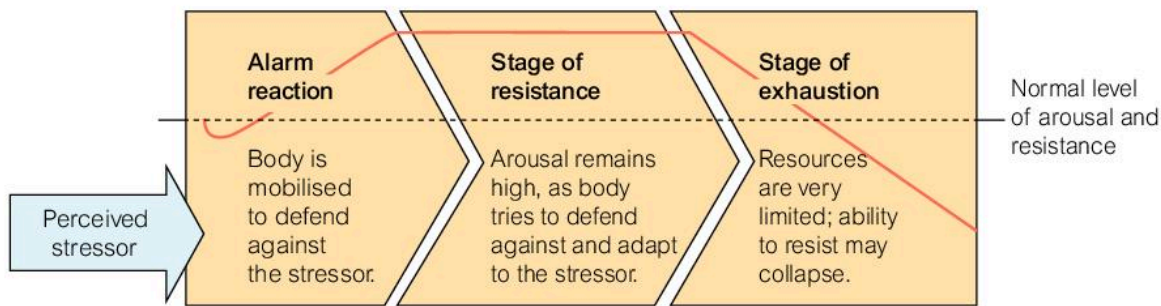 Alarm
reaction
Body is
mobilised
to defend
against
the stressor.
Stage of
resistance
Arousal remains
high, as body
tries to defend
against and adapt
to the stressor.
Stage of
exhaustion
Resources
are very
limited; ability
to resist may
collapse.
Normal level
of arousal and
resistance
Perceived
stressor